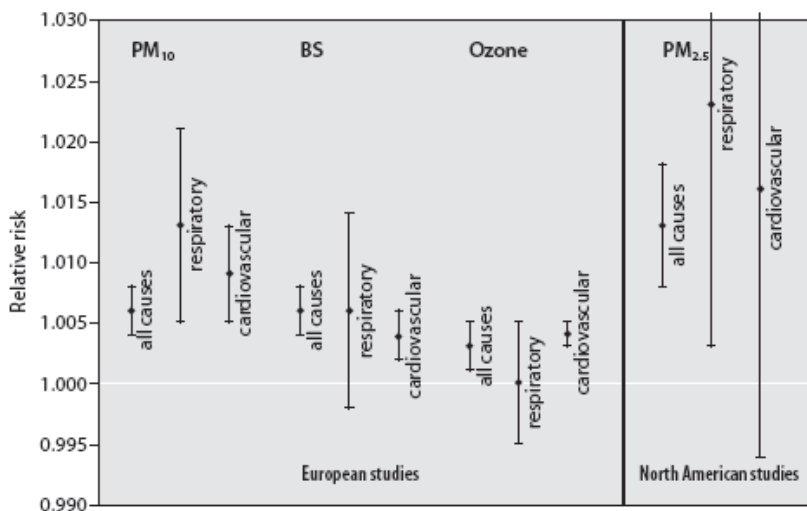 1.030
1.025
1.020
1.015
1.010
1.005
1.000
0.995
0.990
Relative risk
PM₁₀
BS
Ozone
PM₂.₅
all causes
respiratory
cardiovascular
all causes
respiratory
cardiovascular
all causes
respiratory
cardiovascular
all causes
respiratory
cardiovascular
European studies
North American studies